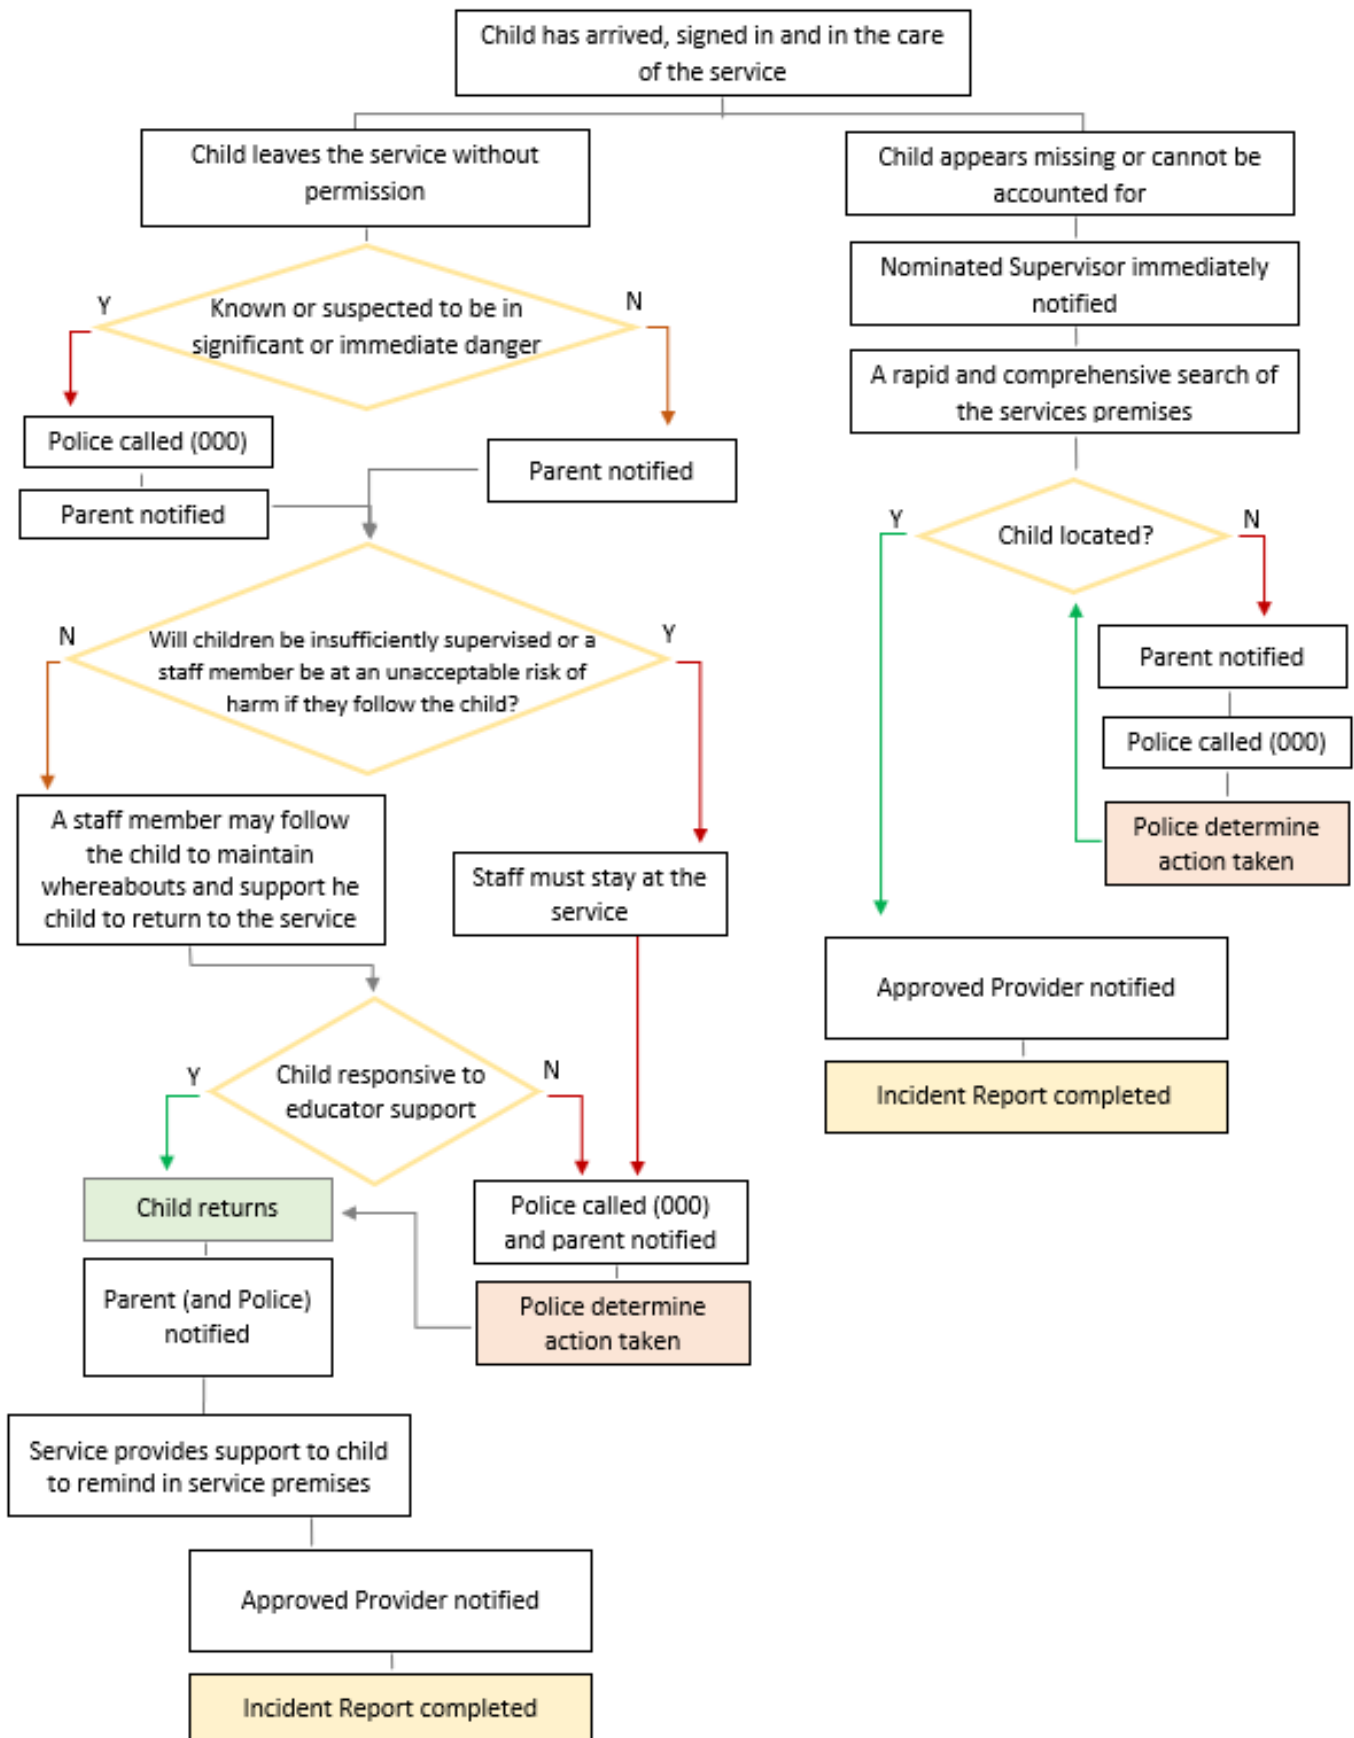 Child has arrived, signed in and in the care
of the service
Child leaves the service without
permission
Child appears missing or cannot be
accounted for
Nominated Supervisor immediately
notified
Y
Known or suspected to be in
significant or immediate danger
N
A rapid and comprehensive search of
the services premises
Police called (000)
Parent notified
Parent notified
Y
Child located?
N
N
Will children be insufficiently supervised or a
staff member be at an unacceptable risk of
harm if they follow the child?
Y
Parent notified
Police called (000)
Police determine
action taken
A staff member may follow
the child to maintain
whereabouts and support he
child to return to the service
Staff must stay at the
service
Approved Provider notified
Incident Report completed
Y
Child responsive to
educator support
N
Child returns
Police called (000)
and parent notified
Parent (and Police)
notified
Police determine
action taken
Service provides support to child
to remind in service premises
Approved Provider notified
Incident Report completed